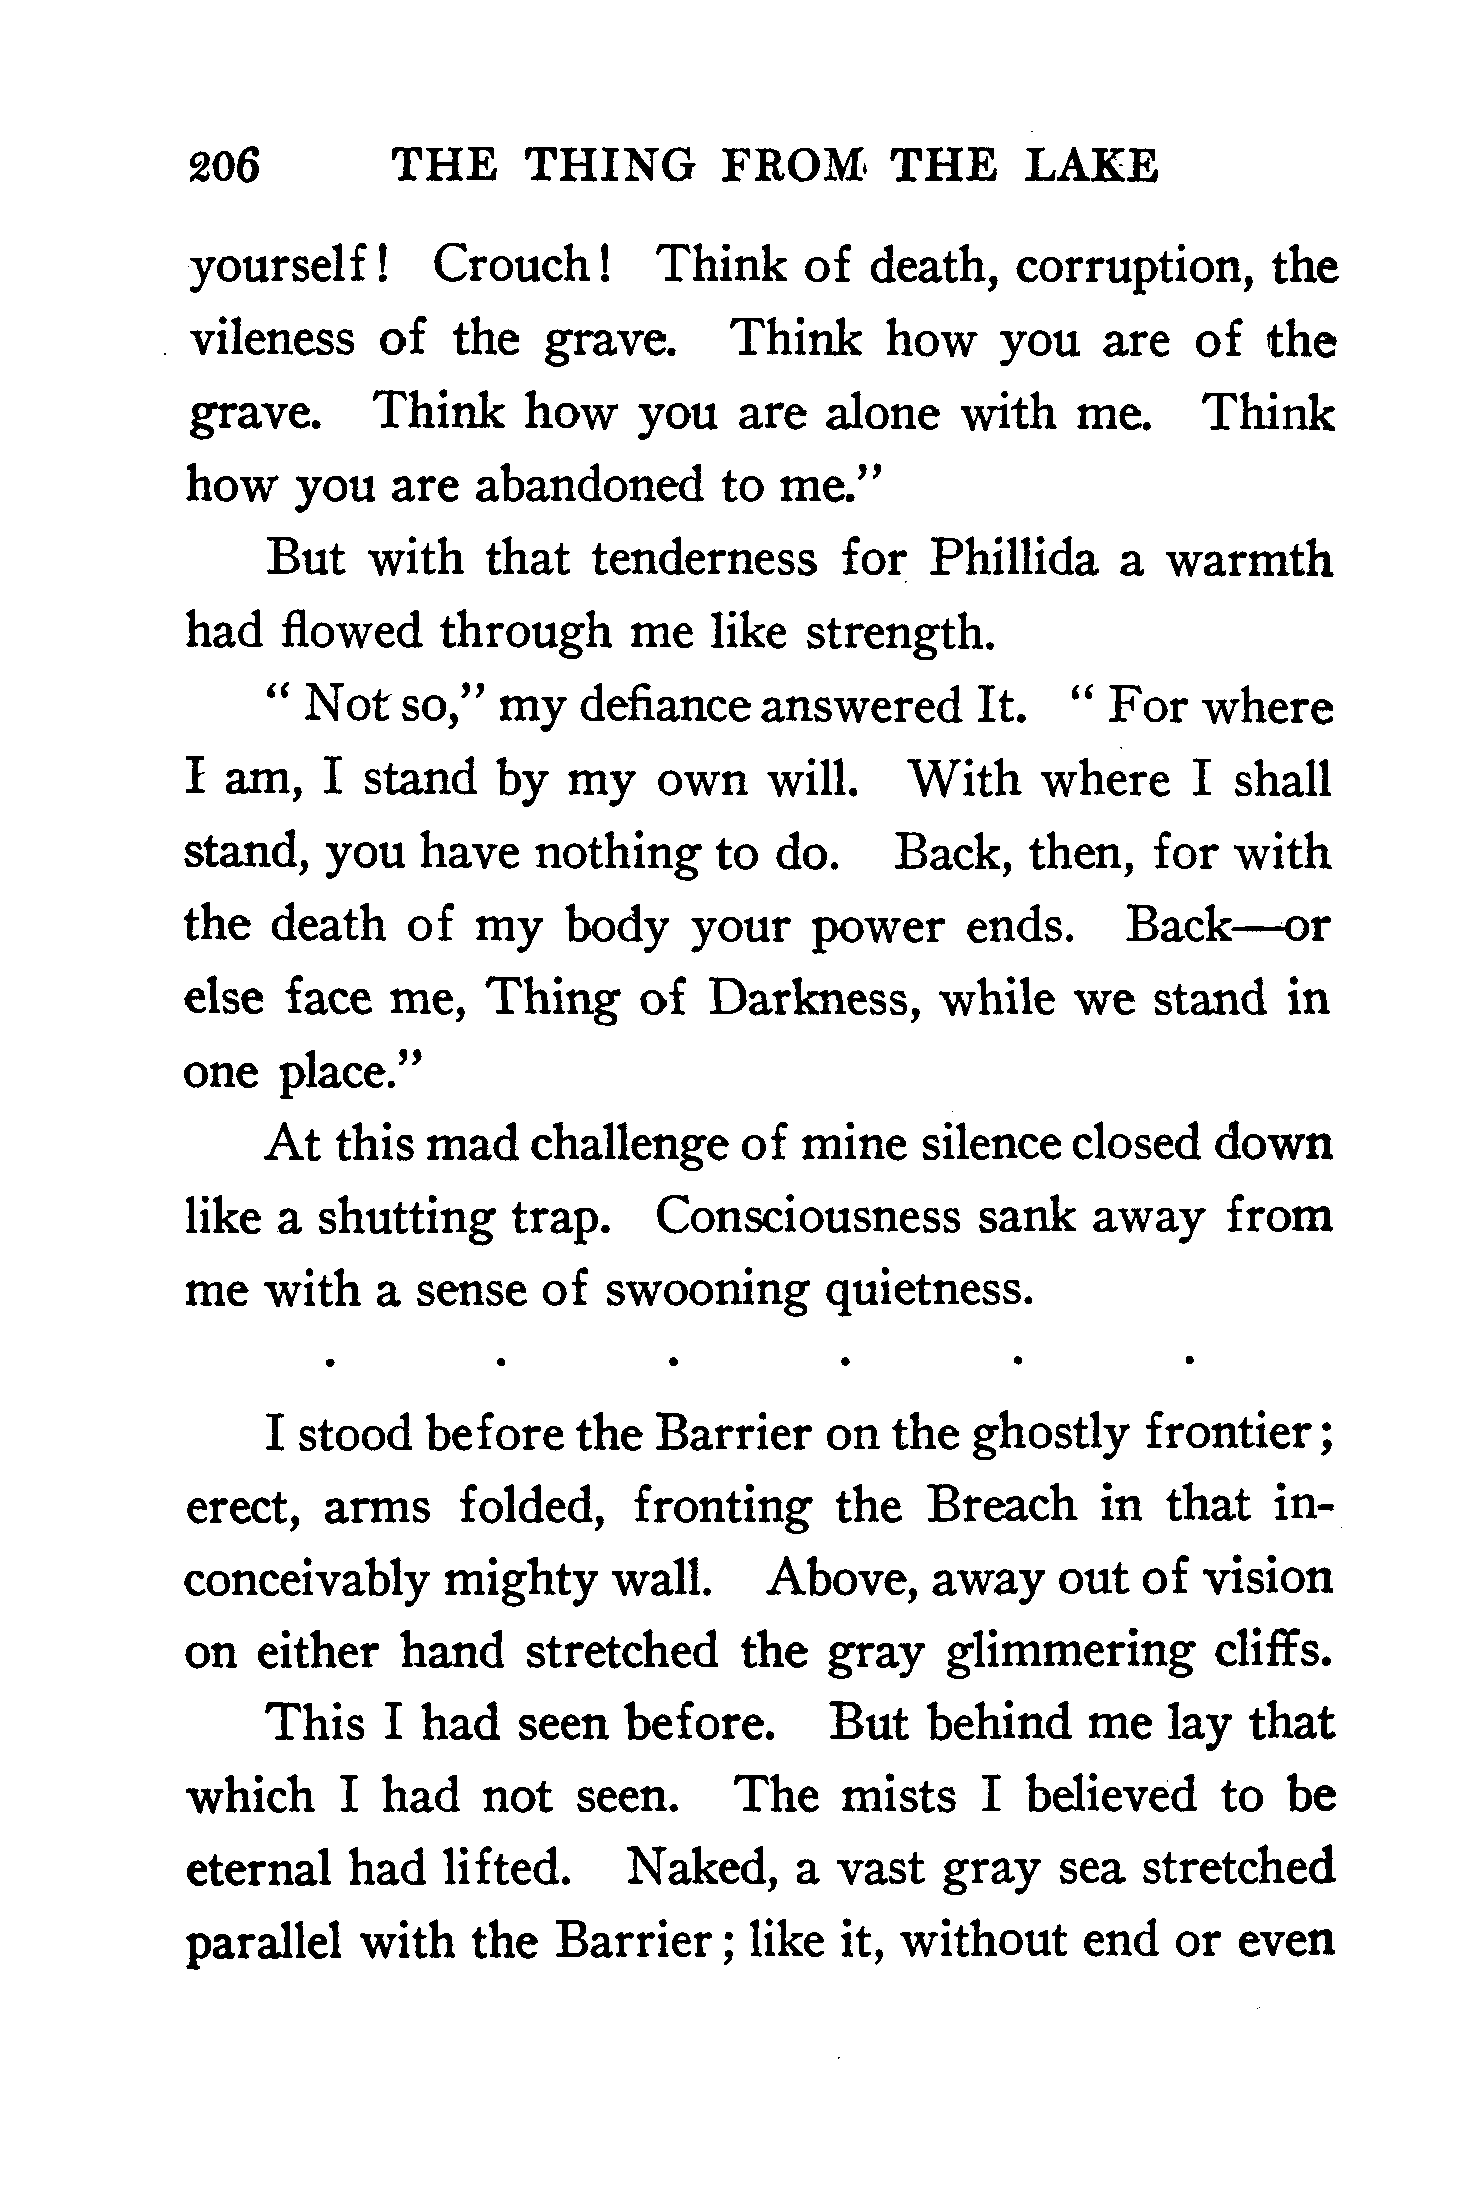 206 THE THING FROM THE LAKE
yourself! Crouch! Think of death, corruption, the
vileness of the grave. Think how you are of the
grave. Think how you are alone with me. Think
how you are abandoned to me."
But with that tenderness for Phillida a warmth
had flowed through me like strength.
"Not so," my defiance answered It. "For where
I am, I stand by my own will. With where I shall
stand, you have nothing to do. Back, then, for with
the death of my body your power ends. Back—or
else face me, Thing of Darkness, while we stand in
one place."
At this mad challenge of mine silence closed down
like a shutting trap. Consciousness sank away from
me with a sense of swooning quietness.
. . . . . .
I stood before the Barrier on the ghostly frontier;
erect, arms folded, fronting the Breach in that in-
conceivably mighty wall. Above, away out of vision
on either hand stretched the gray glimmering cliffs.
This I had seen before. But behind me lay that
which I had not seen. The mists I believed to be
eternal had lifted. Naked, a vast gray sea stretched
parallel with the Barrier; like it, without end or even